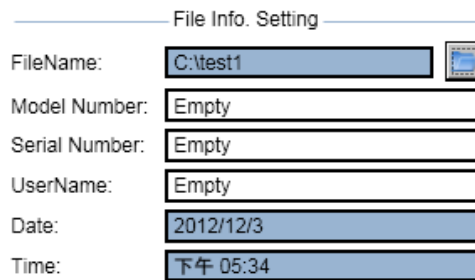 File Info. Setting
FileName: C:\test1
Model Number: Empty
Serial Number: Empty
UserName: Empty
Date: 2012/12/3
Time: 下午 05:34